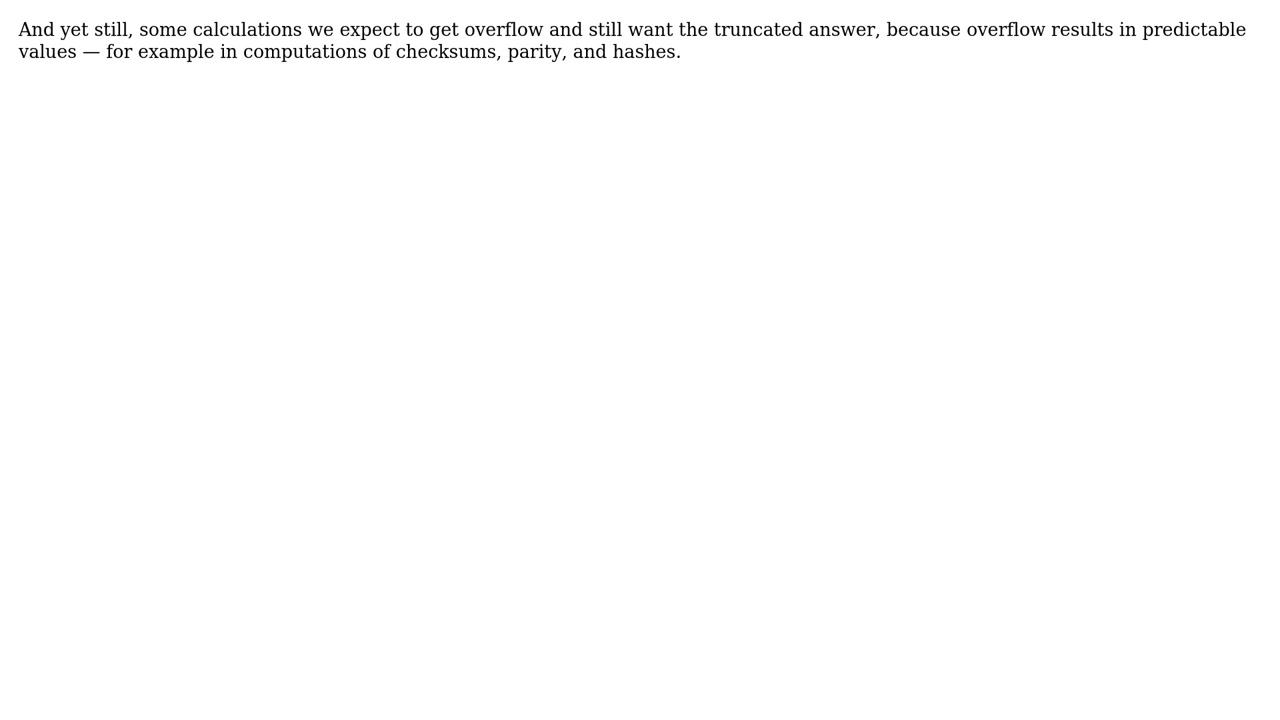 And yet still, some calculations we expect to get overflow and still want the truncated answer, because overflow results in predictable
values — for example in computations of checksums, parity, and hashes.